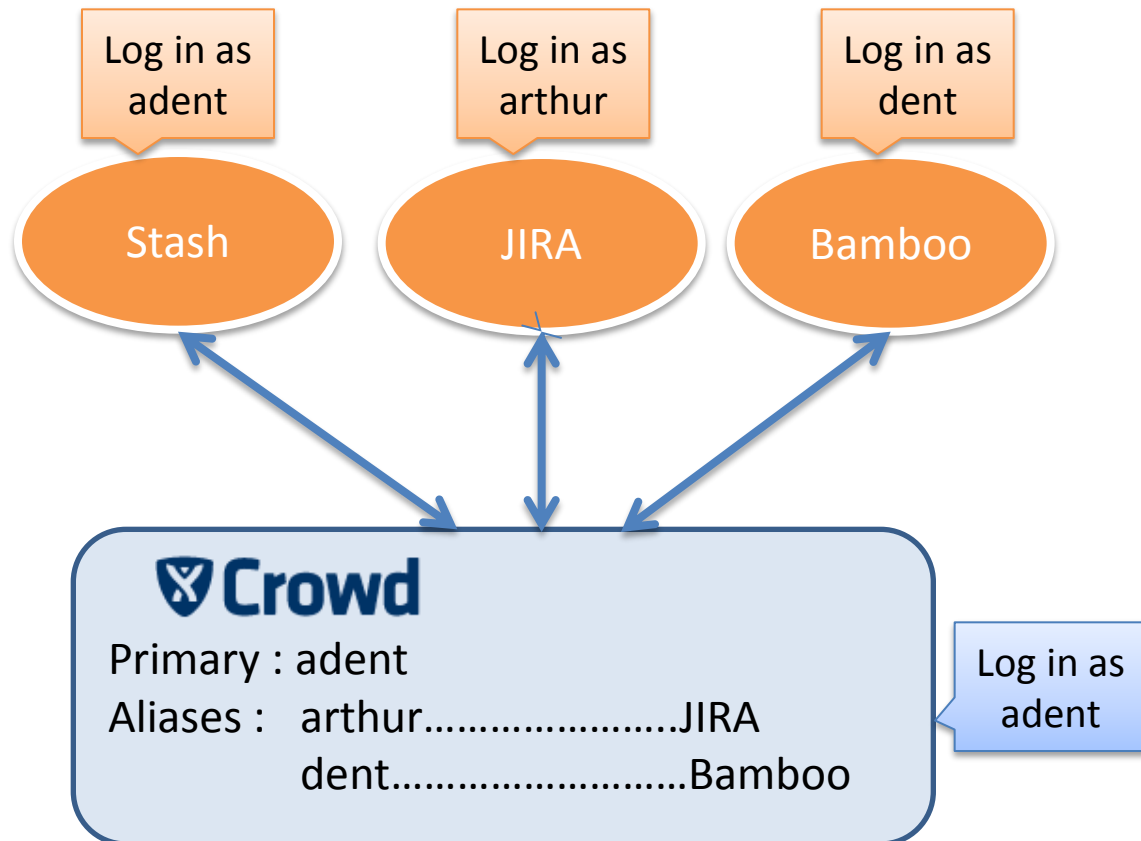 Log in as
adent
Log in as
arthur
Log in as
dent
Stash
JIRA
Bamboo
Crowd
Primary : adent
Aliases : arthur……………………..JIRA
dent…………………………Bamboo
Log in as
adent